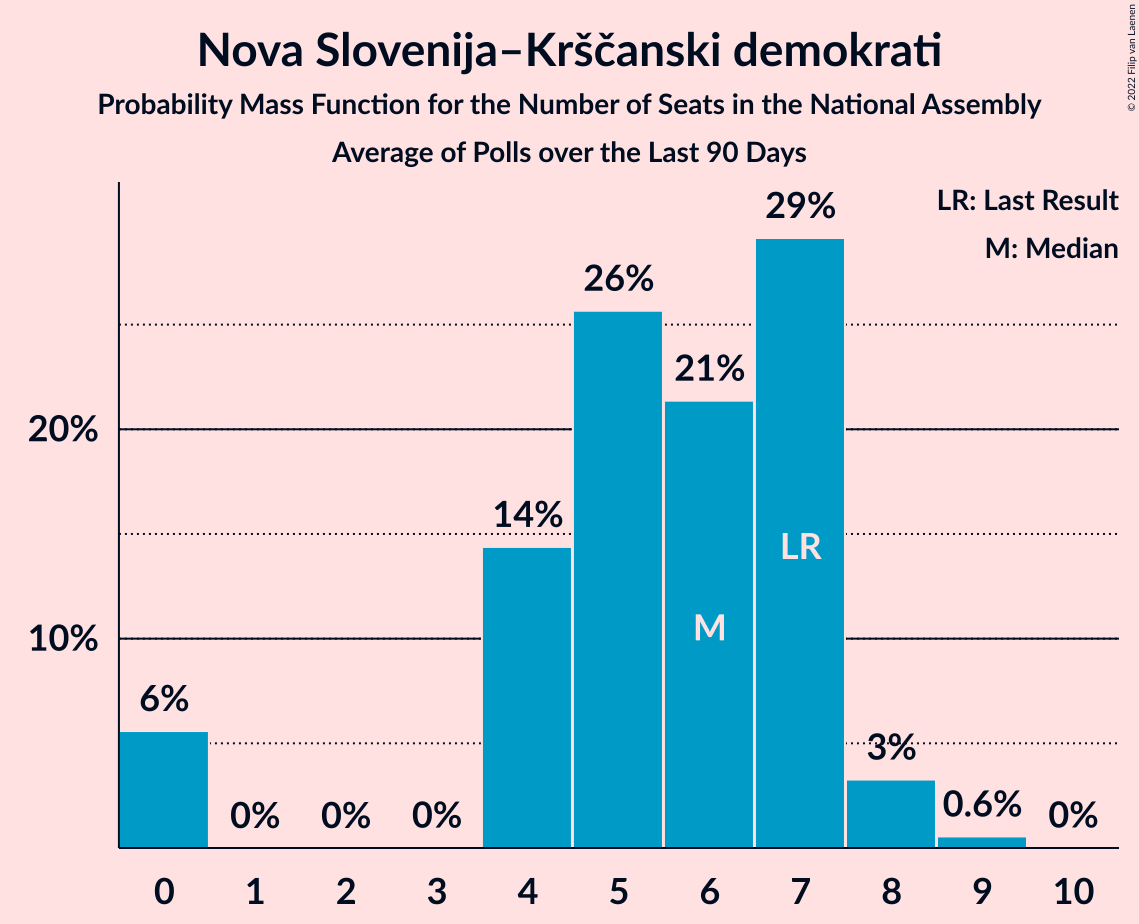 Nova Slovenija–Krščanski demokrati
Probability Mass Function for the Number of Seats in the National Assembly
Average of Polls over the Last 90 Days
© 2022 Filip van Laenen
LR: Last Result
M: Median
29%
26%
21%
20%
14%
LR
M
10%
6%
3%
0%
0%
0%
0.6%
0%
0 1 2 3 4 5 6 7 8 9 10